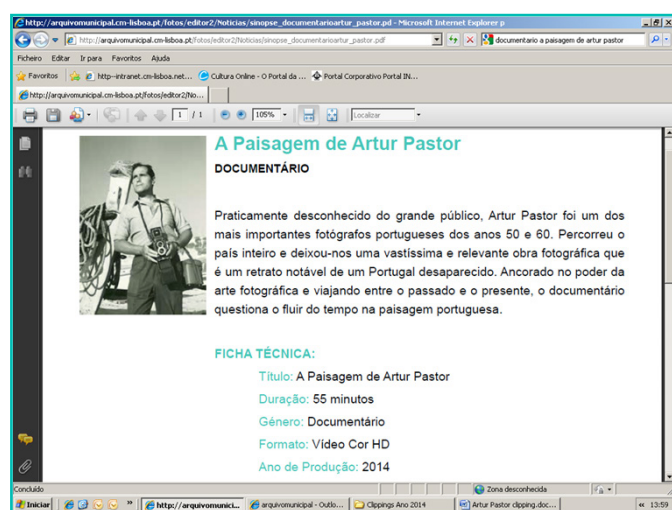 http://arquivomunicipal.cm-lisboa.pt/fotos/editor2/Noticias/sinopse_documentarioartur_pastor.pd - Microsoft Internet Explorer p
http://arquivomunicipal.cm-lisboa.pt/fotos/editor2/Noticias/sinopse_documentarioartur_pastor.pdf
documentario a paisagem de artur pastor
Ficheiro Editar Ir para Favoritos Ajuda
Favoritos http--intranet.cm-lisboa.net... Cultura Online - O Portal da ... Portal Corporativo Portal IN...
http://arquivomunicipal.cm-lisboa.pt/fotos/editor2/No...
1 / 1 105% Localizar
A Paisagem de Artur Pastor
DOCUMENTÁRIO
Praticamente desconhecido do grande público, Artur Pastor foi um dos
mais importantes fotógrafos portugueses dos anos 50 e 60. Percorreu o
país inteiro e deixou-nos uma vastíssima e relevante obra fotográfica que
é um retrato notável de um Portugal desaparecido. Ancorado no poder da
arte fotográfica e viajando entre o passado e o presente, o documentário
questiona o fluir do tempo na paisagem portuguesa.
FICHA TÉCNICA:
Título: A Paisagem de Artur Pastor
Duração: 55 minutos
Género: Documentário
Formato: Vídeo Cor HD
Ano de Produção: 2014
Concluído Zona desconhecida
Iniciar http://arquivomunici... arquivomunicipal - Outlo... Clippings Ano 2014 Artur Pastor clipping.doc... 13:59